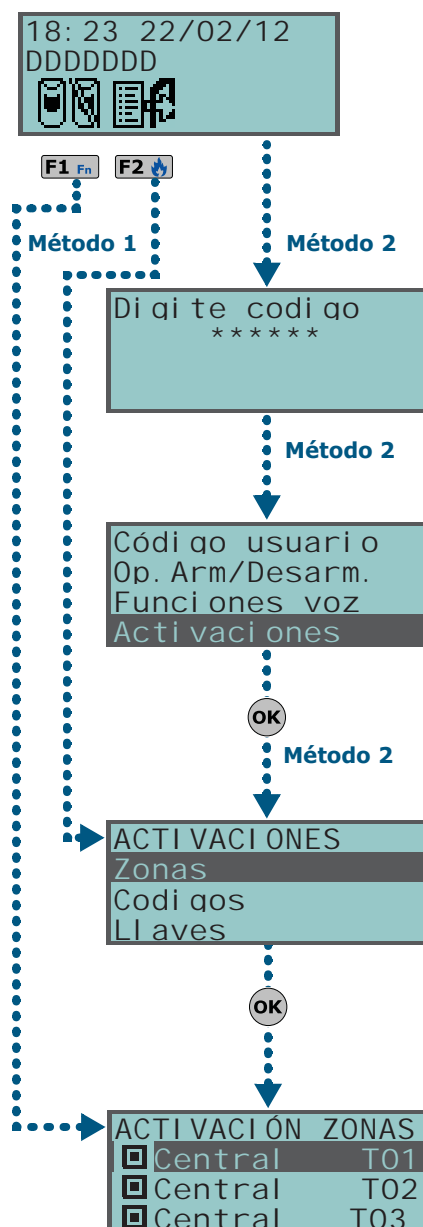 18:23 22/02/12
DDDDDDD
F1 Fn F2
Método 1
Método 2
Digite codigo
******
Método 2
Código usuario
Op.Arm/Desarm.
Funciones voz
Activaciones
OK
Método 2
ACTIVACIONES
Zonas
Codigos
Llaves
OK
ACTIVACIÓN ZONAS
Central T01
Central T02
Central T03